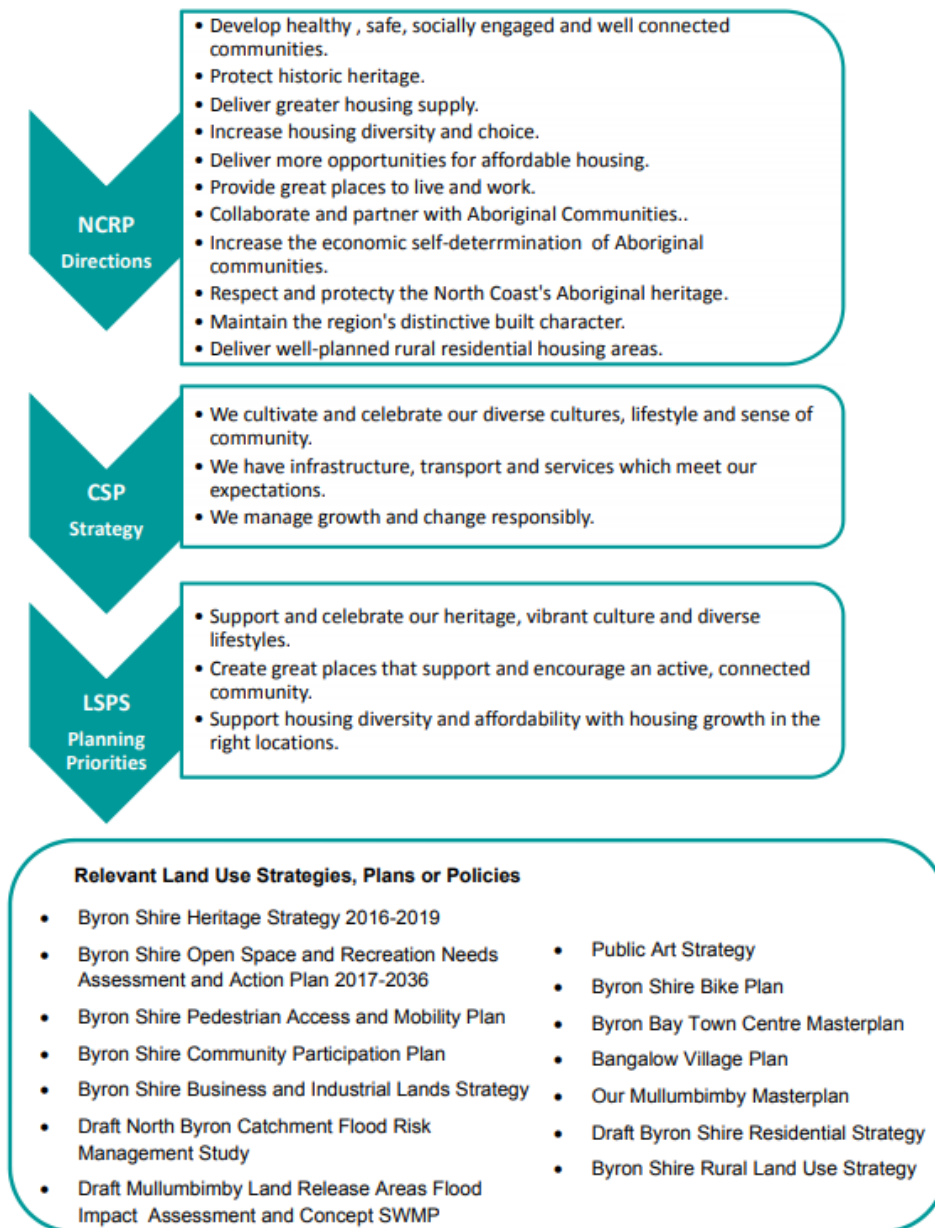 NCRP
Directions
• Develop healthy , safe, socially engaged and well connected
communities.
• Protect historic heritage.
• Deliver greater housing supply.
• Increase housing diversity and choice.
• Deliver more opportunities for affordable housing.
• Provide great places to live and work.
• Collaborate and partner with Aboriginal Communities..
• Increase the economic self-deterrmination of Aboriginal
communities.
• Respect and protecty the North Coast's Aboriginal heritage.
• Maintain the region's distinctive built character.
• Deliver well-planned rural residential housing areas.
CSP
Strategy
• We cultivate and celebrate our diverse cultures, lifestyle and sense of
community.
• We have infrastructure, transport and services which meet our
expectations.
• We manage growth and change responsibly.
LSPS
Planning
Priorities
• Support and celebrate our heritage, vibrant culture and diverse
lifestyles.
• Create great places that support and encourage an active, connected
community.
• Support housing diversity and affordability with housing growth in the
right locations.
Relevant Land Use Strategies, Plans or Policies
• Byron Shire Heritage Strategy 2016-2019
• Byron Shire Open Space and Recreation Needs
Assessment and Action Plan 2017-2036
• Byron Shire Pedestrian Access and Mobility Plan
• Byron Shire Community Participation Plan
• Byron Shire Business and Industrial Lands Strategy
• Draft North Byron Catchment Flood Risk
Management Study
• Draft Mullumbimby Land Release Areas Flood
Impact Assessment and Concept SWMP
• Public Art Strategy
• Byron Shire Bike Plan
• Byron Bay Town Centre Masterplan
• Bangalow Village Plan
• Our Mullumbimby Masterplan
• Draft Byron Shire Residential Strategy
• Byron Shire Rural Land Use Strategy